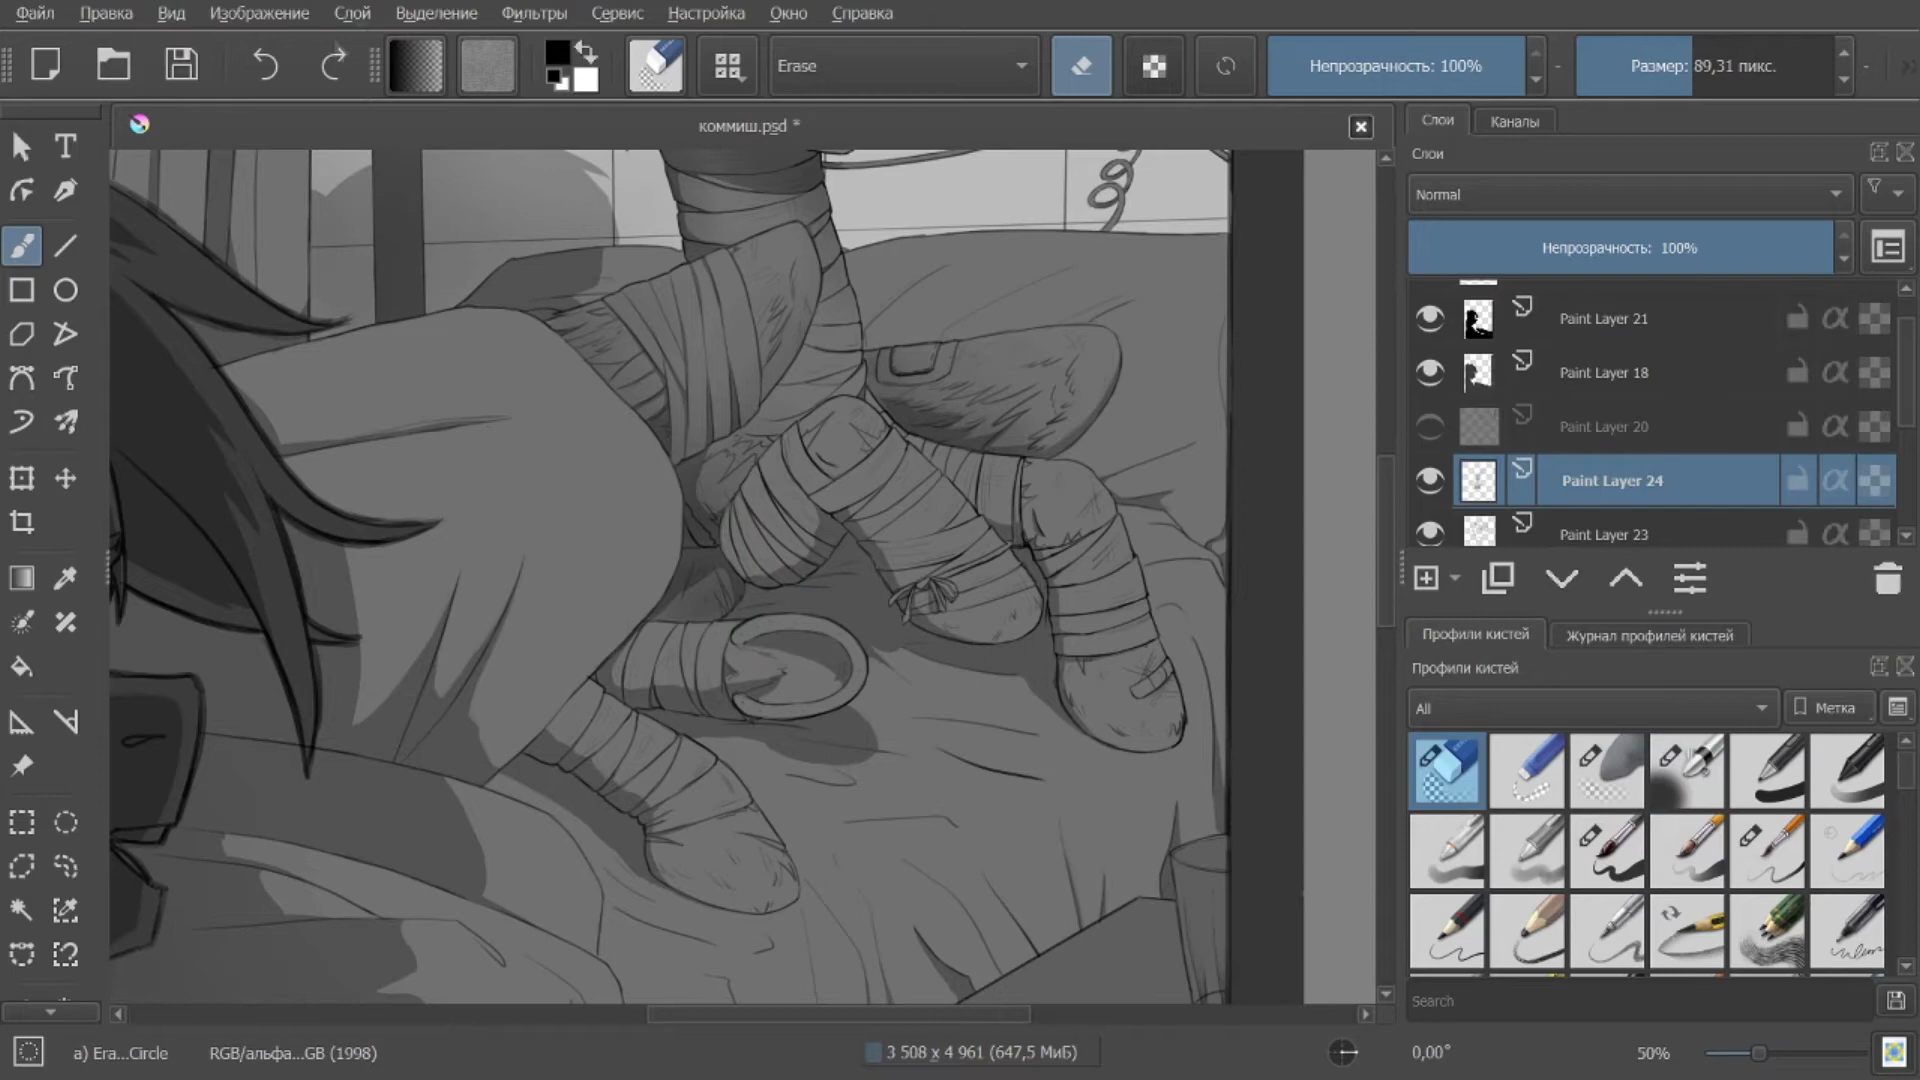 Файл Правка Вид Изображение Слой Выделение Фильтры Сервис Настройка Окно Справка
Erase Непрозрачность: 100% Размер: 89,31 пикс.
коммиш.psd *
Слои Каналы
Слои
Normal
Непрозрачность: 100%
Paint Layer 21
Paint Layer 18
Paint Layer 20
Paint Layer 24
Paint Layer 23
Профили кистей Журнал профилей кистей
Профили кистей
All Метка
Search
a) Era...Circle RGB/альфа...GB (1998) 3 508 x 4 961 (647,5 МиБ) 0,00° 50%